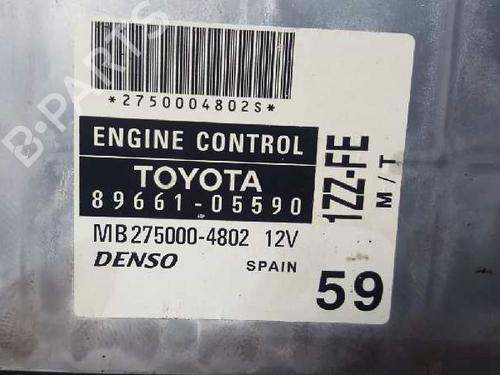 *2750004802S*
ENGINE CONTROL
TOYOTA
89661-05590
MB275000-4802 12V
DENSO SPAIN
1ZZ-FE
M/T
59
B-PARTS